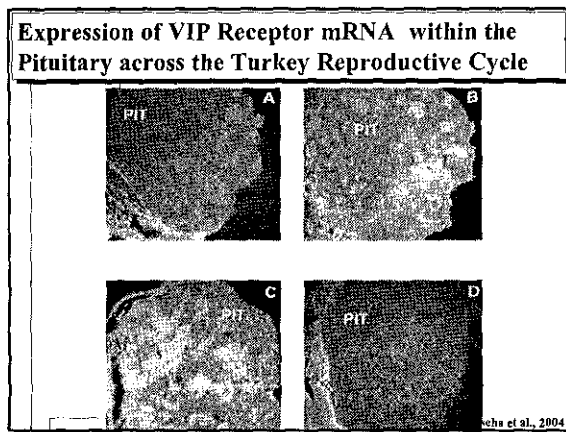 Expression of VIP Receptor mRNA within the
Pituitary across the Turkey Reproductive Cycle
A
PIT
B
PIT
C
PIT
D
PIT
et al., 2004